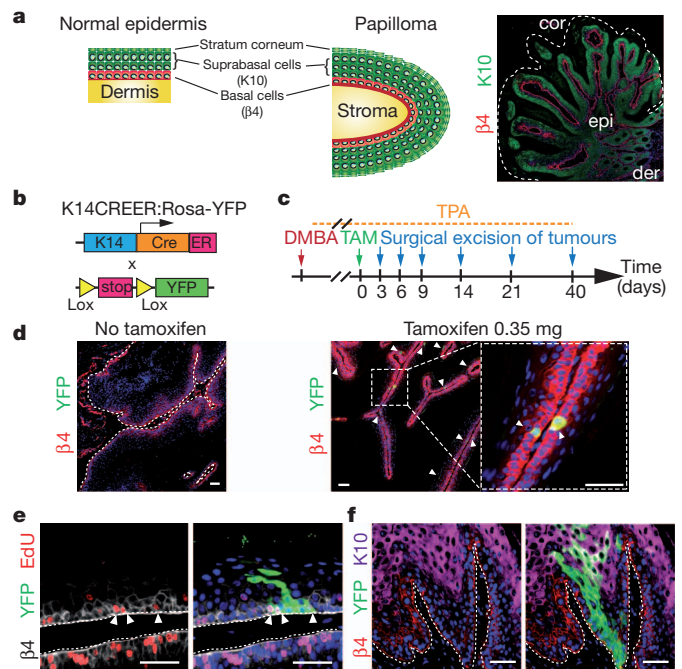 a
Normal epidermis
Papilloma
Stratum corneum
Suprabasal cells
(K10)
Basal cells
(β4)
Dermis
Stroma
β4 K10
cor
epi
der
b
K14CREER:Rosa-YFP
K14
Cre
ER
x
stop
YFP
Lox
Lox
c
TPA
DMBA
TAM
Surgical excision of tumours
Time
(days)
0
3
6
9
14
21
40
d
No tamoxifen
Tamoxifen 0.35 mg
β4 YFP
β4 YFP
e
β4 YFP EdU
f
β4 YFP K10